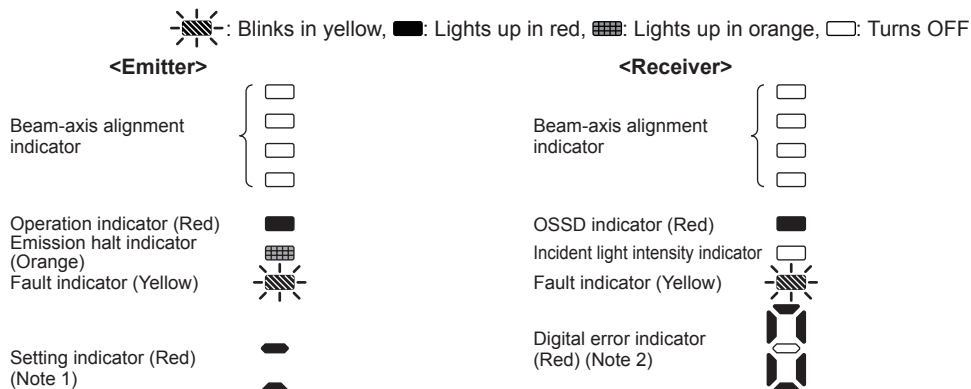 : Blinks in yellow, : Lights up in red, : Lights up in orange, : Turns OFF
<Emitter>
Beam-axis alignment
indicator
Operation indicator (Red)
Emission halt indicator
(Orange)
Fault indicator (Yellow)
Setting indicator (Red)
(Note 1)
<Receiver>
Beam-axis alignment
indicator
OSSD indicator (Red)
Incident light intensity indicator
Fault indicator (Yellow)
Digital error indicator
(Red) (Note 2)